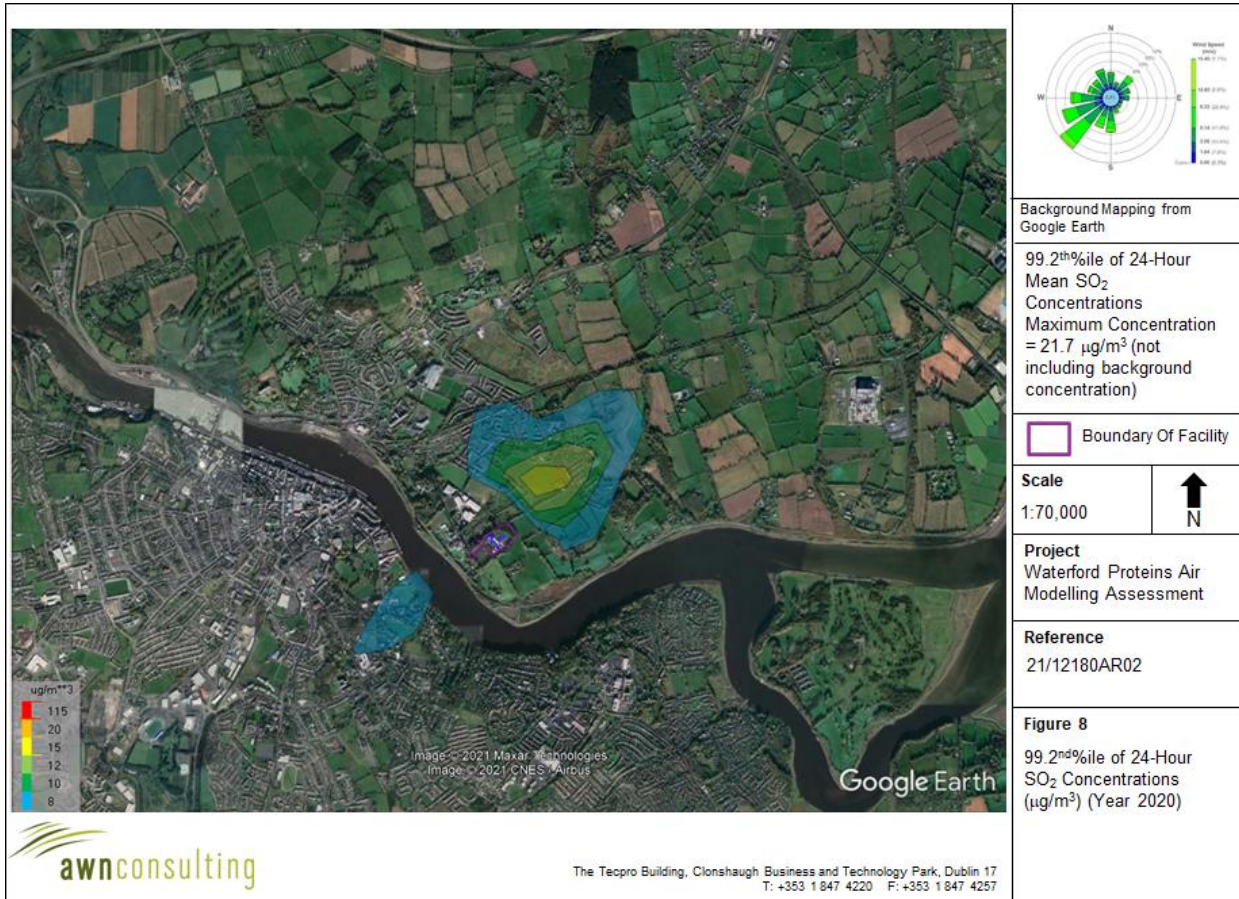 N
W
E
S
Wind Speed
(m/s)
Background Mapping from
Google Earth
99.2th%ile of 24-Hour
Mean SO2
Concentrations
Maximum Concentration
= 21.7 μg/m3 (not
including background
concentration)
Boundary Of Facility
Scale
1:70,000
N
Project
Waterford Proteins Air
Modelling Assessment
Reference
21/12180AR02
Figure 8
99.2nd%ile of 24-Hour
SO2 Concentrations
(μg/m3) (Year 2020)
ug/m**3
115
20
15
12
10
8
Image © 2021 Maxar Technologies
Image © 2021 CNES / Airbus
Google Earth
awnconsulting
The Tecpro Building, Clonshaugh Business and Technology Park, Dublin 17
T: +353 1 847 4220 F: +353 1 847 4257